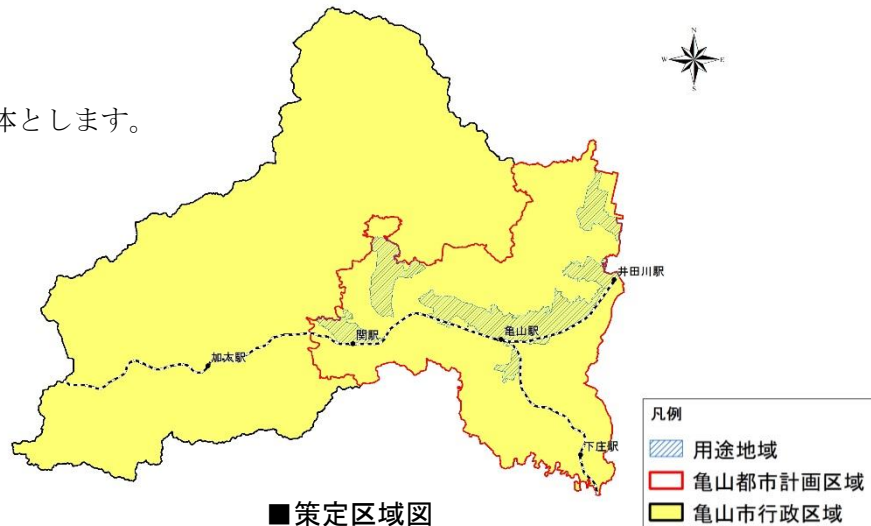 N
W
E
S
体とします。
井田川駅
亀山駅
関駅
加太駅
下庄駅
凡例
用途地域
亀山都市計画区域
亀山市行政区域
■策定区域図